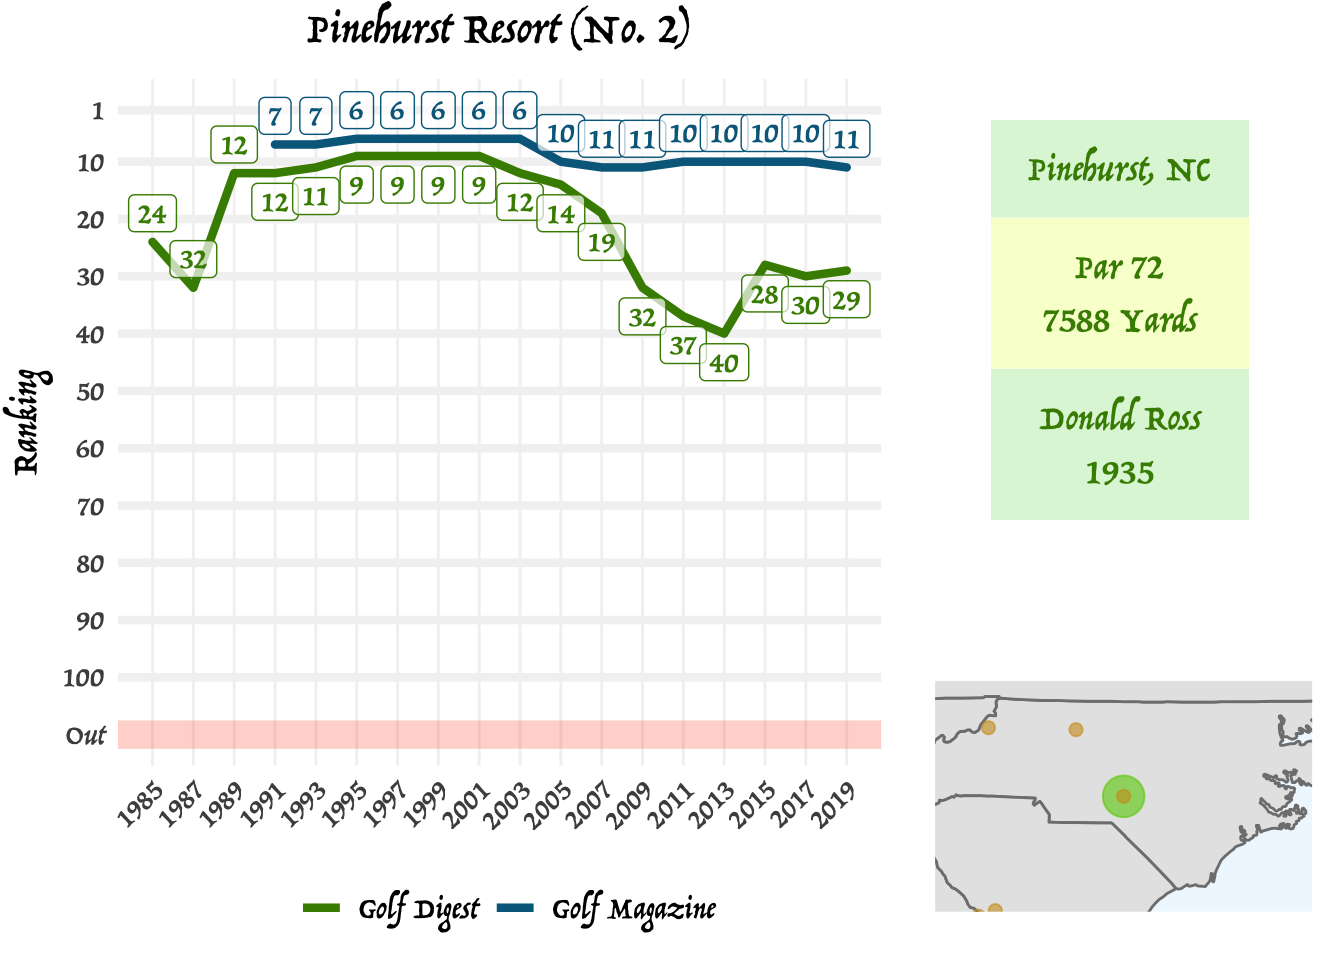 Pinehurst Resort (No. 2)
Ranking
1
10
20
30
40
50
60
70
80
90
100
Out
7 7 6 6 6 6 6 10 11 11 10 10 10 10 11
24 32 12 12 11 9 9 9 9 12 14 19 32 37 40 28 30 29
1985 1987 1989 1991 1993 1995 1997 1999 2001 2003 2005 2007 2009 2011 2013 2015 2017 2019
Golf Digest Golf Magazine
Pinehurst, NC
Par 72
7588 Yards
Donald Ross
1935